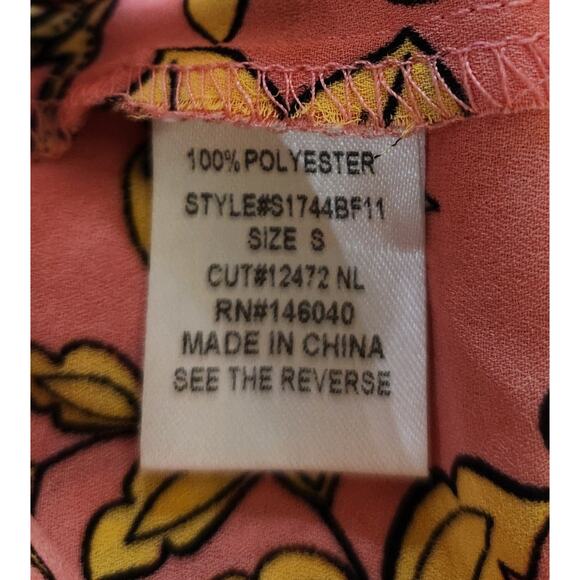 100% POLYESTER
STYLE#S1744BF11
SIZE S
CUT#12472 NL
RN#146040
MADE IN CHINA
SEE THE REVERSE